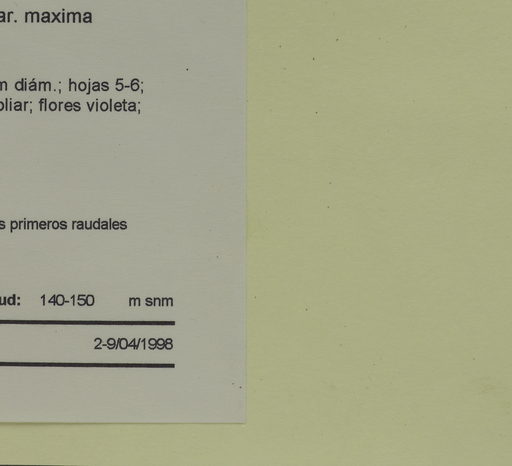 ar. maxima
m diám.; hojas 5-6;
oliar; flores violeta;
s primeros raudales
ud: 140-150 m snm
2-9/04/1998